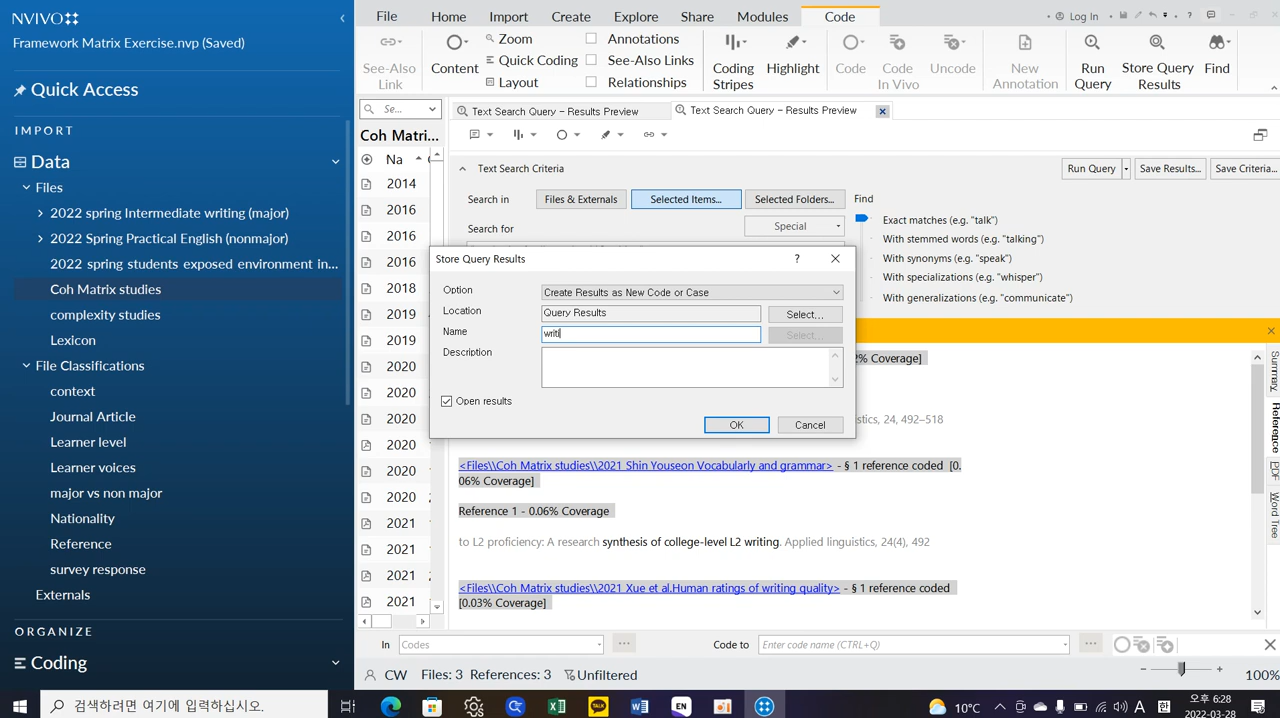 NVIVO
Framework Matrix Exercise.nvp (Saved)
Quick Access
IMPORT
Data
Files
2022 spring Intermediate writing (major)
2022 Spring Practical English (nonmajor)
2022 spring students exposed environment in...
Coh Matrix studies
complexity studies
Lexicon
File Classifications
context
Journal Article
Learner level
Learner voices
major vs non major
Nationality
Reference
survey response
Externals
ORGANIZE
Coding
File Home Import Create Explore Share Modules Code
Log In
See-Also Link
Content
Zoom
Quick Coding
Layout
Annotations
See-Also Links
Relationships
Coding Stripes
Highlight
Code
Code In Vivo
Uncode
New Annotation
Run Query
Store Query Results
Find
Se...
Coh Matri...
Na
2014
2016
2016
2016
2018
2019
2019
2020
2020
2020
2020
2020
2020
2021
2021
2021
2021
Text Search Query - Results Preview
Text Search Query - Results Preview
Text Search Criteria
Run Query
Save Results...
Save Criteria...
Search in
Files & Externals
Selected Items...
Selected Folders...
Find
Search for
Special
Exact matches (e.g. "talk")
With stemmed words (e.g. "talking")
With synonyms (e.g. "speak")
With specializations (e.g. "whisper")
With generalizations (e.g. "communicate")
Store Query Results
?
Option
Create Results as New Code or Case
Location
Query Results
Select...
Name
writi
Select...
Description
Open results
OK
Cancel
2% Coverage]
stics, 24, 492–518
<Files\\Coh Matrix studies\\2021 Shin Youseon Vocabularly and grammar> - § 1 reference coded [0.
06% Coverage]
Reference 1 - 0.06% Coverage
to L2 proficiency: A research synthesis of college-level L2 writing. Applied linguistics, 24(4), 492
<Files\\Coh Matrix studies\\2021 Xue et al.Human ratings of writing quality> - § 1 reference coded
[0.03% Coverage]
Summary
Reference
PDF
Word Tree
In
Codes
Code to
Enter code name (CTRL+Q)
CW
Files: 3 References: 3
Unfiltered
100%
검색하려면 여기에 입력하십시오.
TALK
EN
10°C
A
한
오후 6:28
2022-03-28